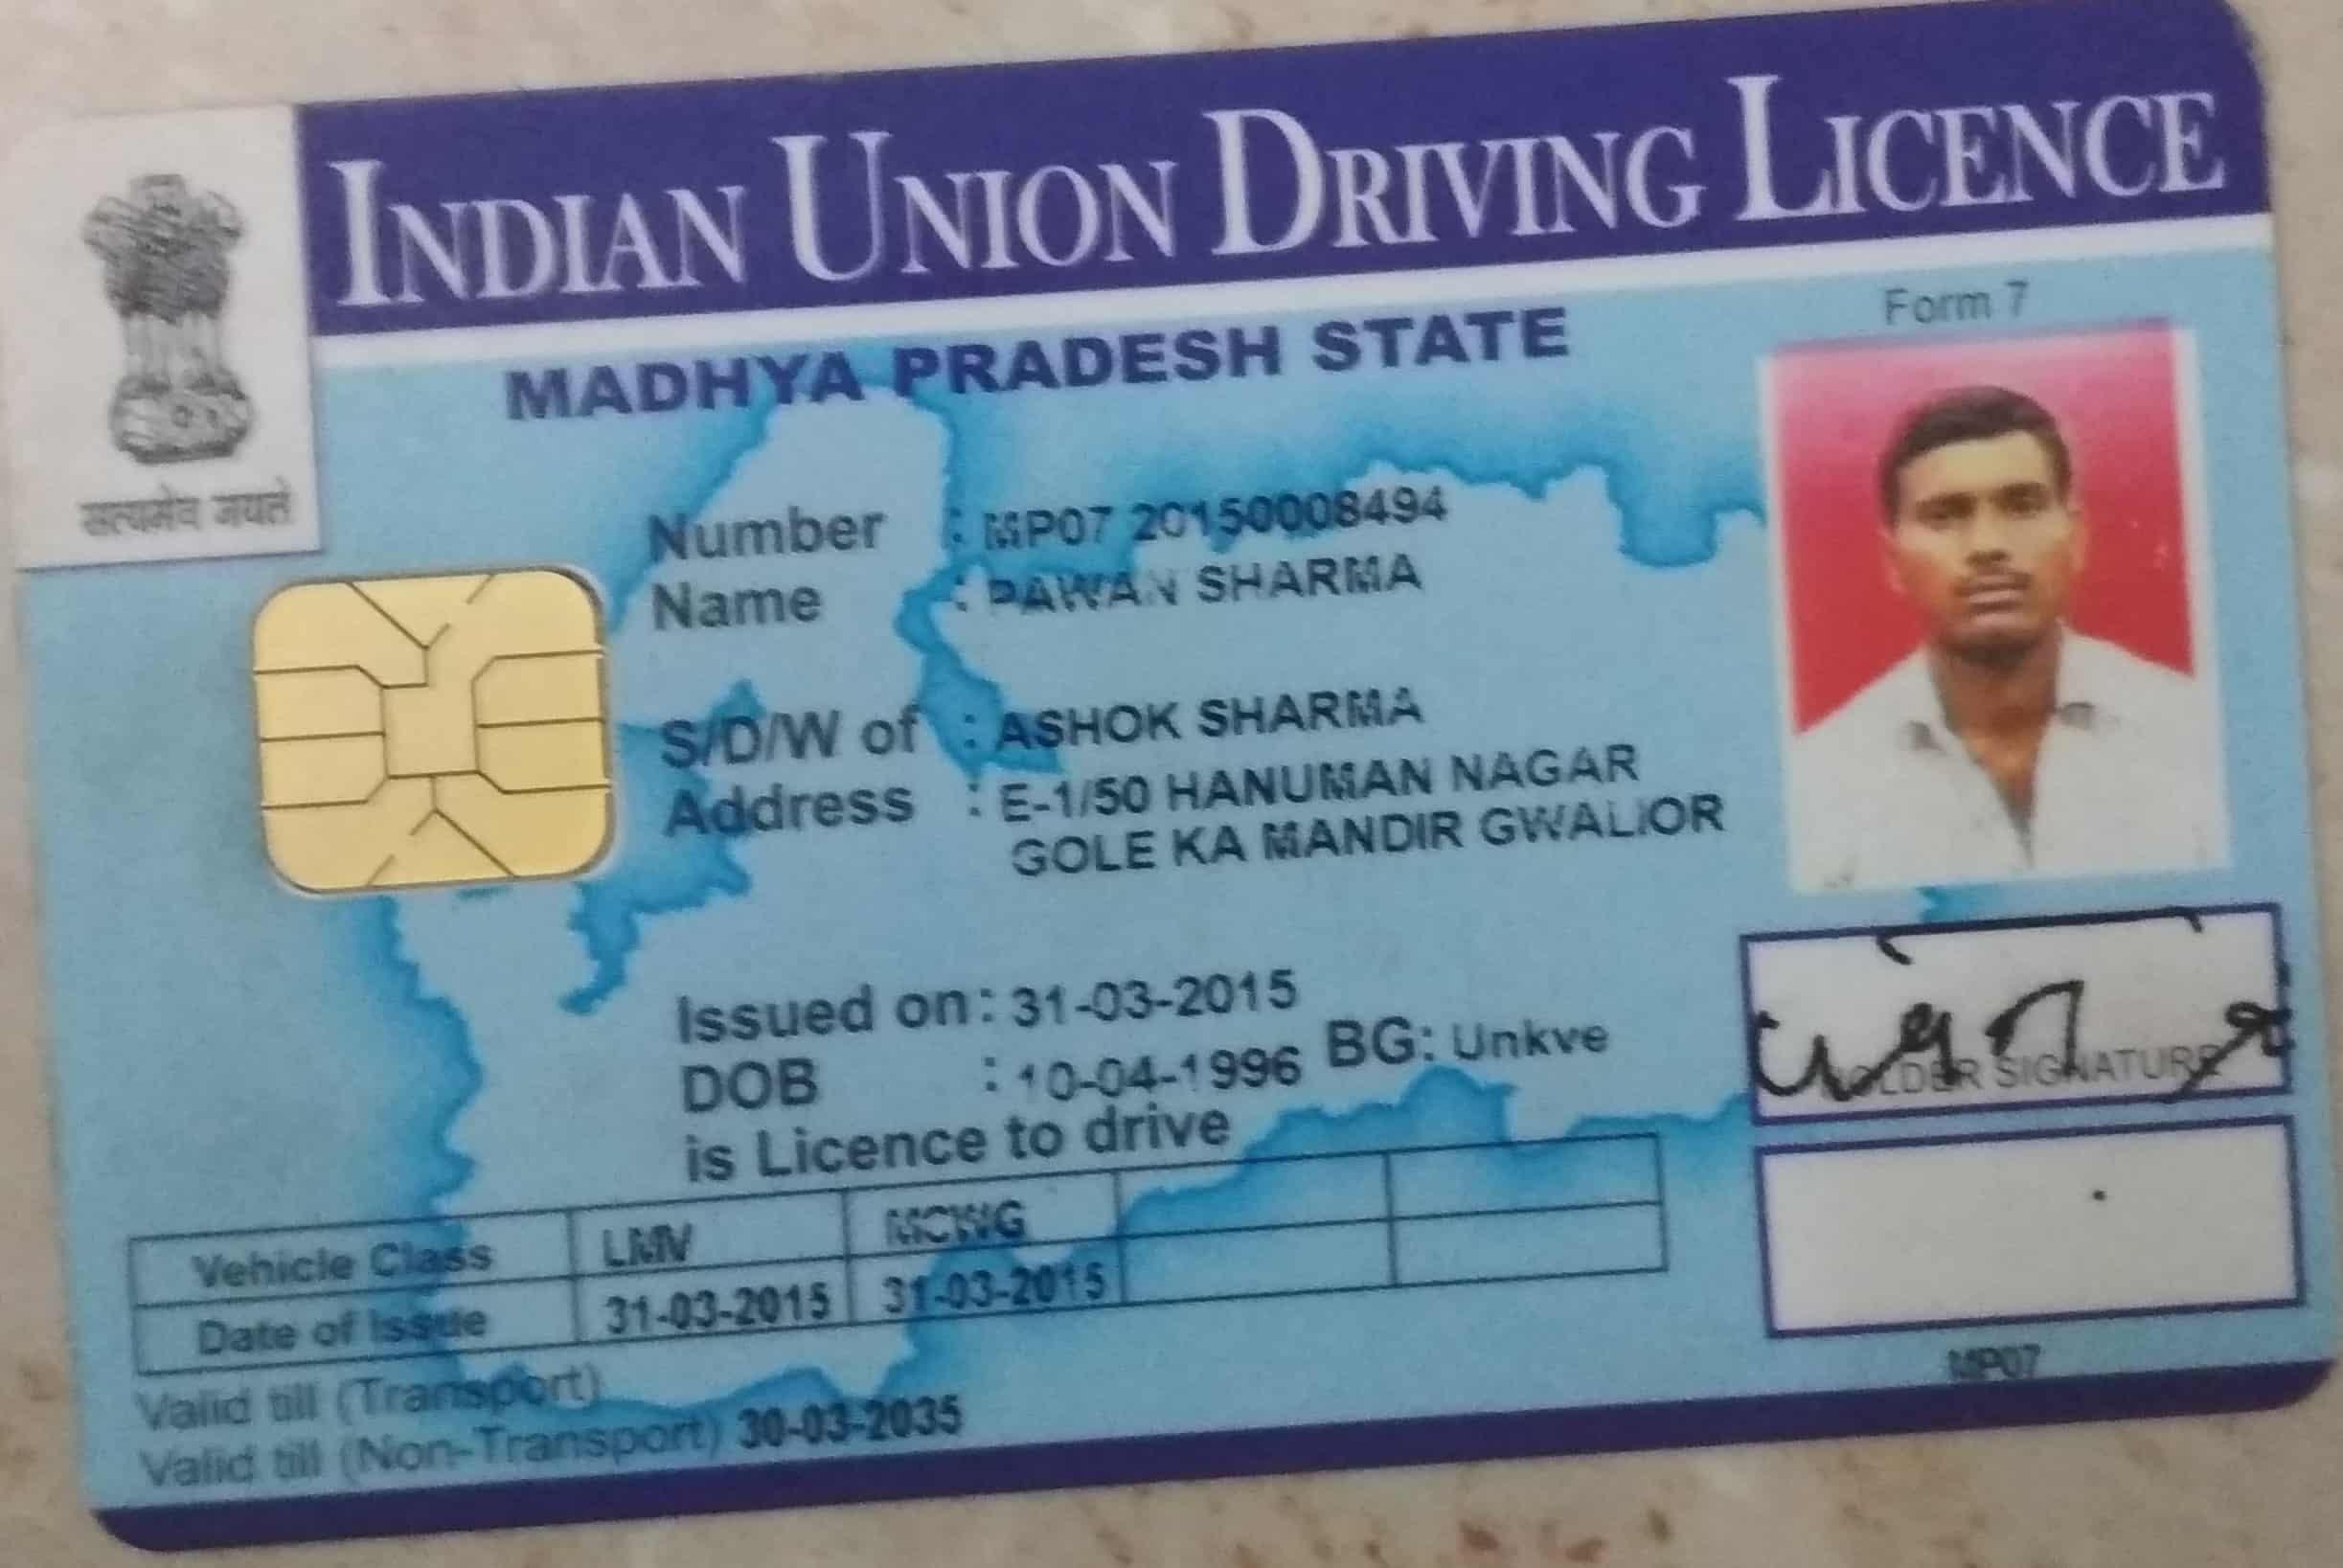 INDIAN UNION DRIVING LICENCE
MADHYA PRADESH STATE
Form 7
सत्यमेव जयते
Number : MP07 20150008494
Name : PAWAN SHARMA
S/D/W of : ASHOK SHARMA
Address : E-1/50 HANUMAN NAGAR
GOLE KA MANDIR GWALIOR
Issued on: 31-03-2015
DOB : 10-04-1996 BG: Unkve
is Licence to drive
HOLDER SIGNATURE
Vehicle Class LMV MCWG
Date of Issue 31-03-2015 31-03-2015
Valid till (Transport)
Valid till (Non-Transport) 30-03-2035
MP07